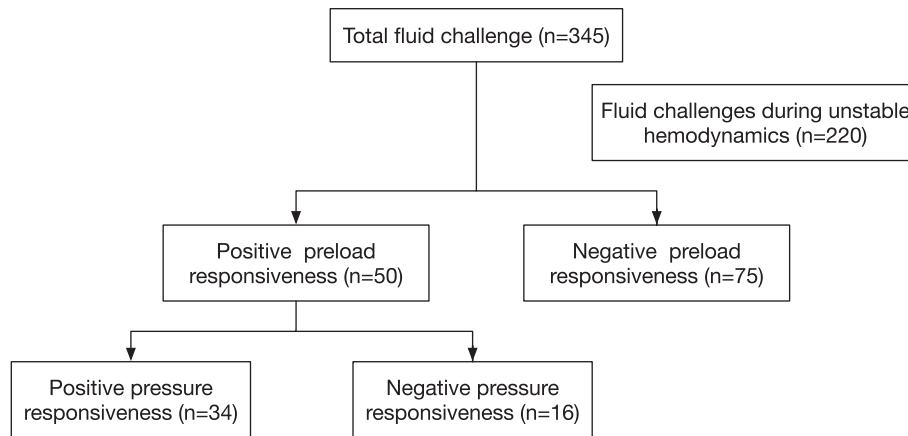 Total fluid challenge (n=345)
Fluid challenges during unstable
hemodynamics (n=220)
Positive preload
responsiveness (n=50)
Negative preload
responsiveness (n=75)
Positive pressure
responsiveness (n=34)
Negative pressure
responsiveness (n=16)